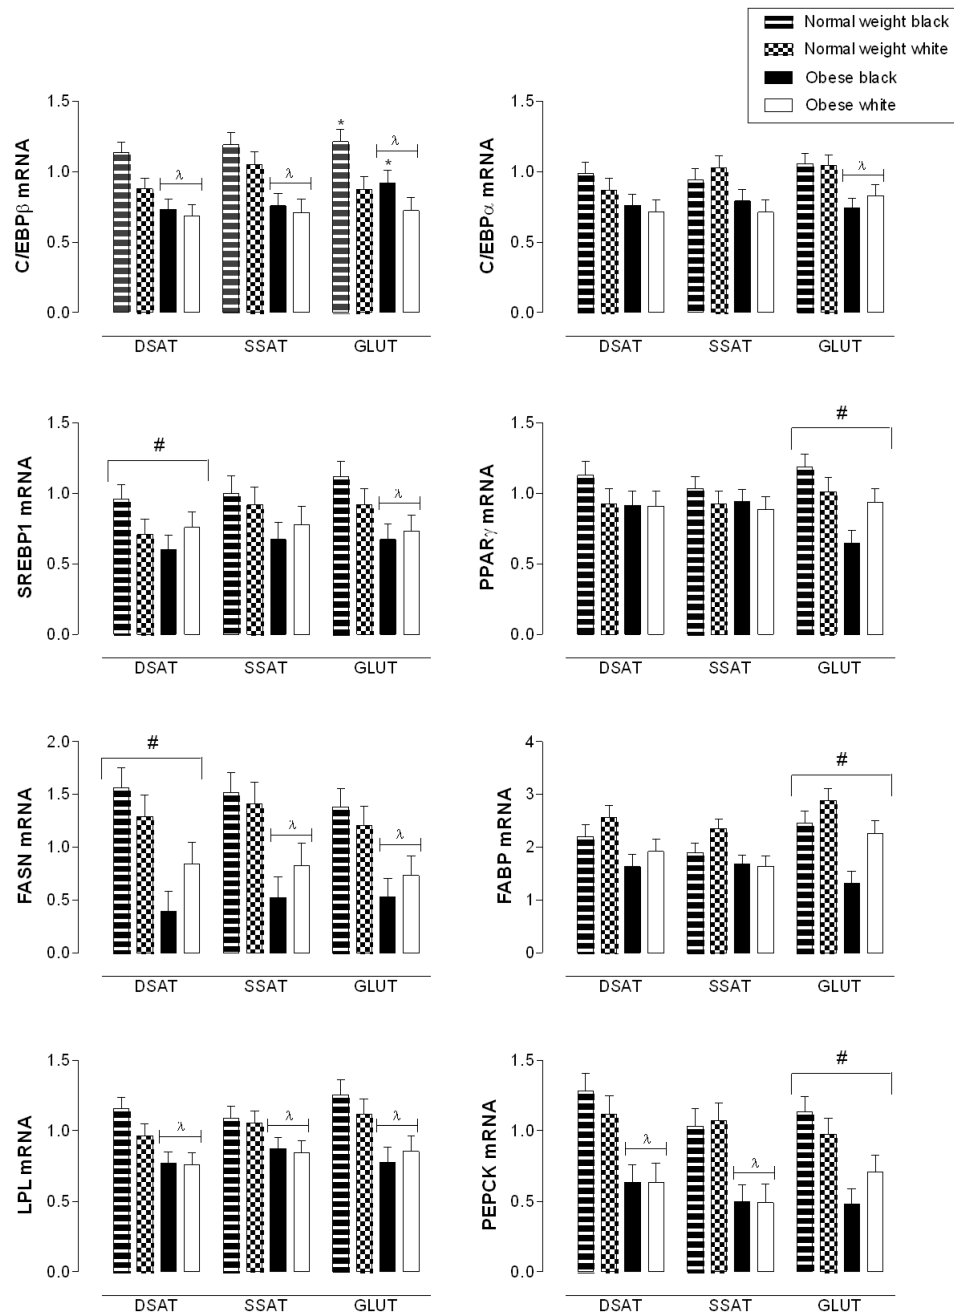 Normal weight black
Normal weight white
Obese black
Obese white
C/EBPβ mRNA
1.5
1.0
0.5
0.0
*
λ
λ
λ
*
DSAT SSAT GLUT
C/EBPα mRNA
1.5
1.0
0.5
0.0
λ
DSAT SSAT GLUT
SREBP1 mRNA
1.5
1.0
0.5
0.0
#
λ
DSAT SSAT GLUT
PPARγ mRNA
1.5
1.0
0.5
0.0
#
DSAT SSAT GLUT
FASN mRNA
2.0
1.5
1.0
0.5
0.0
#
λ
λ
DSAT SSAT GLUT
FABP mRNA
4
3
2
1
0
#
DSAT SSAT GLUT
LPL mRNA
1.5
1.0
0.5
0.0
λ
λ
λ
DSAT SSAT GLUT
PEPCK mRNA
1.5
1.0
0.5
0.0
λ
λ
#
DSAT SSAT GLUT